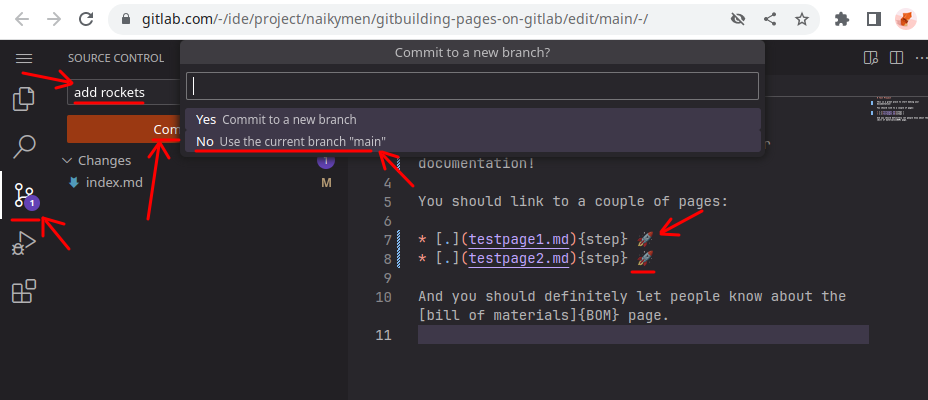 gitlab.com/-/ide/project/naikymen/gitbuilding-pages-on-gitlab/edit/main/-/
SOURCE CONTROL
Commit to a new branch?
add rockets
Yes Commit to a new branch
Com
No Use the current branch "main"
Changes
1
documentation!
index.md
M
4
5 You should link to a couple of pages:
1
6
7 * [.](testpage1.md){step} 🚀
8 * [.](testpage2.md){step} 🚀
9
10 And you should definitely let people know about the
[bill of materials]{BOM} page.
11